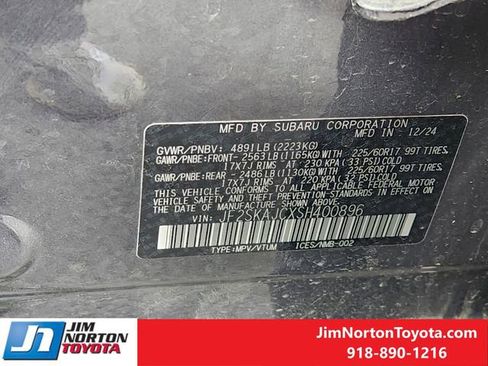 MFD BY SUBARU CORPORATION
GVWR/PNBV: 4891LB (2223KG) MFD IN: 12/24
GAWR/PNBE: FRONT- 2563LB (1165KG) WITH 225/60R17 99T TIRES
17X7J RIMS AT 230 KPA (33 PSI) COLD
GAWR/PNBE: REAR - 2486LB (1130KG) WITH 225/60R17 99T TIRES
17X7J RIMS AT 220 KPA (32 PSI) COLD
THIS VEHICLE CONFORMS TO ALL APPLICABLE
FEDERAL MOTOR VEHICLE SAFETY STANDARDS IN EFFECT
ON THE DATE OF MANUFACTURE SHOWN ABOVE.
VIN: JF2SKAJCXSH400896
TYPE:MPV/VTUM ICES/NMB-002
JIM
NORTON
TOYOTA
JimNortonToyota.com
918-890-1216